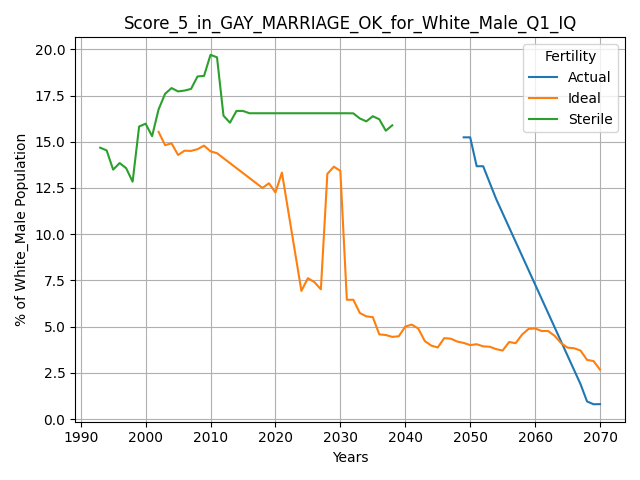 Score_5_in_GAY_MARRIAGE_OK_for_White_Male_Q1_IQ
Fertility
Actual
Ideal
Sterile
% of White_Male Population
20.0
17.5
15.0
12.5
10.0
7.5
5.0
2.5
0.0
1990 2000 2010 2020 2030 2040 2050 2060 2070
Years